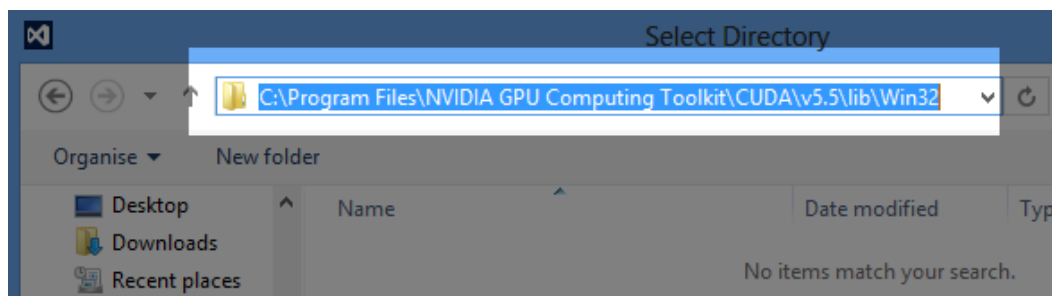 Select Directory
C:\Program Files\NVIDIA GPU Computing Toolkit\CUDA\v5.5\lib\Win32
Organise New folder
Desktop Name Date modified Typ
Downloads
No items match your search.
Recent places